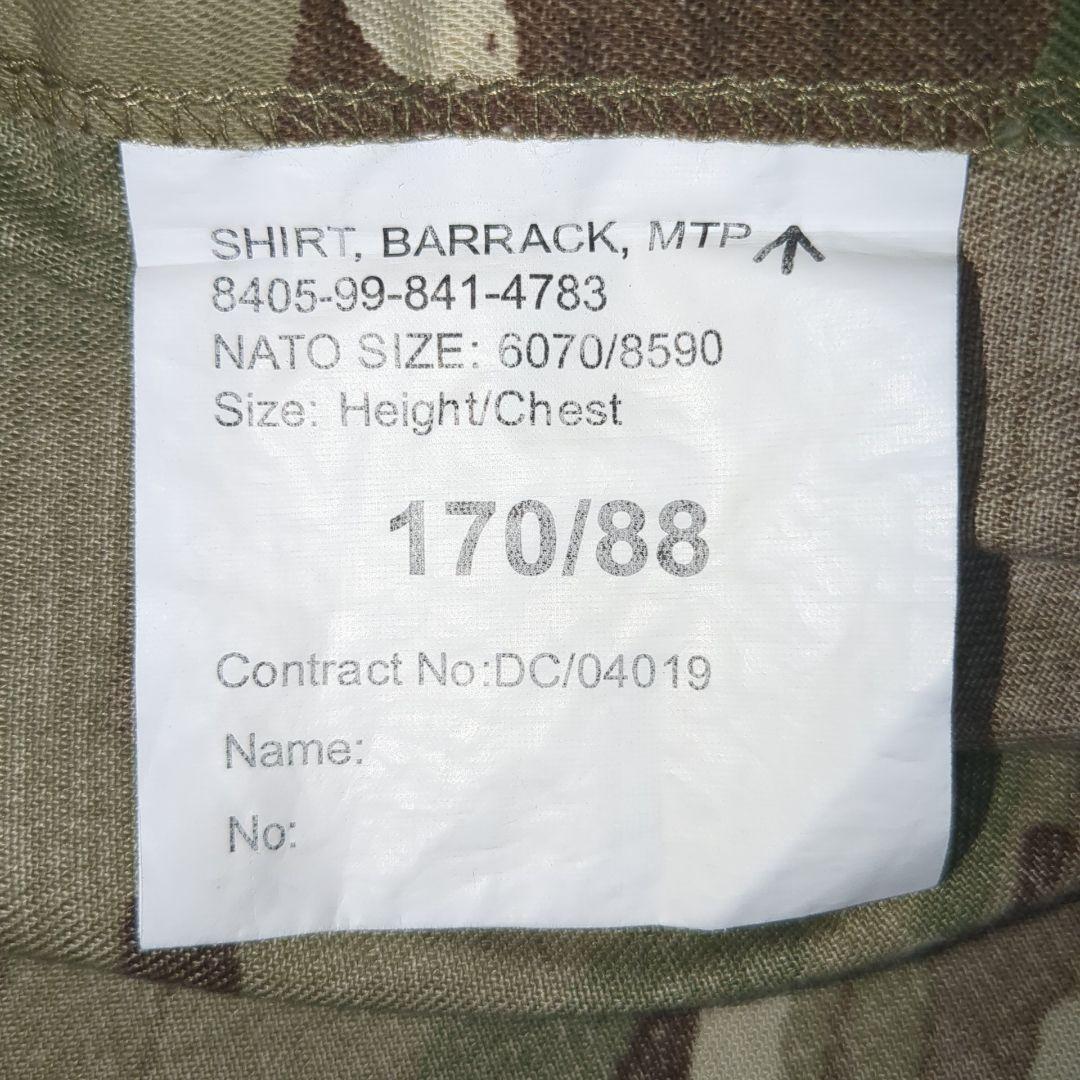 SHIRT, BARRACK, MTP
8405-99-841-4783
NATO SIZE: 6070/8590
Size: Height/Chest
170/88
Contract No:DC/04019
Name:
No: